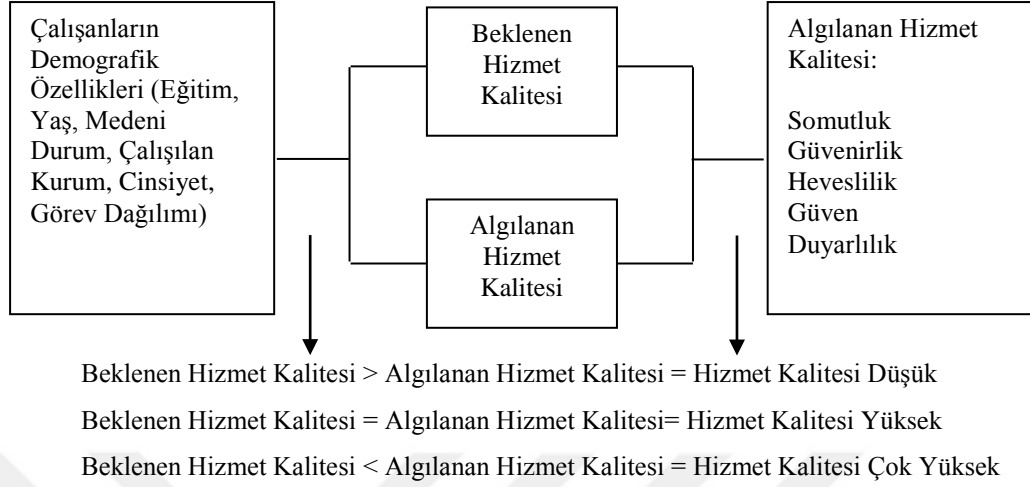 Çalışanların
Demografik
Özellikleri (Eğitim,
Yaş, Medeni
Durum, Çalışılan
Kurum, Cinsiyet,
Görev Dağılımı)
Beklenen
Hizmet
Kalitesi
Algılanan
Hizmet
Kalitesi
Algılanan Hizmet
Kalitesi:
Somutluk
Güvenirlik
Heveslilik
Güven
Duyarlılık
Beklenen Hizmet Kalitesi > Algılanan Hizmet Kalitesi = Hizmet Kalitesi Düşük
Beklenen Hizmet Kalitesi = Algılanan Hizmet Kalitesi= Hizmet Kalitesi Yüksek
Beklenen Hizmet Kalitesi < Algılanan Hizmet Kalitesi = Hizmet Kalitesi Çok Yüksek